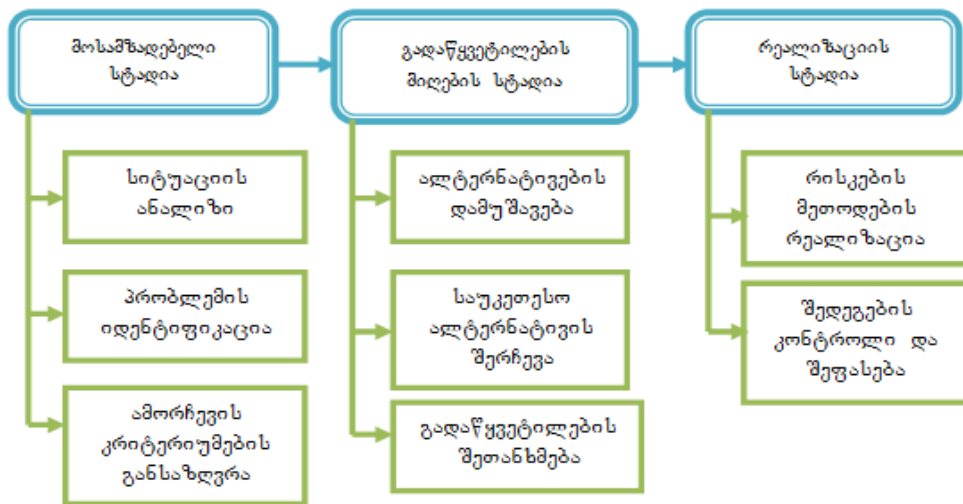 მოსამზადებელი
სტადია
გადაწყვეტილების
მიღების სტადია
რეალიზაციის
სტადია
სიტუაციის
ანალიზი
პრობლემის
იდენტიფიკაცია
ამორჩევის
კრიტერიუმების
განსაზღვრა
ალტერნატივების
დამუშავება
საუკეთესო
ალტერნატივის
შერჩევა
გადაწყვეტილების
შეთანხმება
რისკების
მეთოდების
რეალიზაცია
შედეგების
კონტროლი და
შეფასება